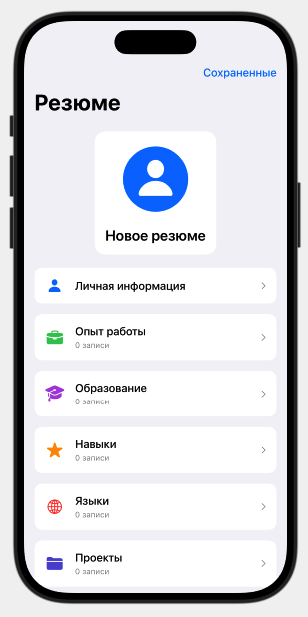 Сохраненные
Резюме
Новое резюме
Личная информация
Опыт работы
0 записи
Образование
0 записи
Навыки
0 записи
Языки
0 записи
Проекты
0 записи